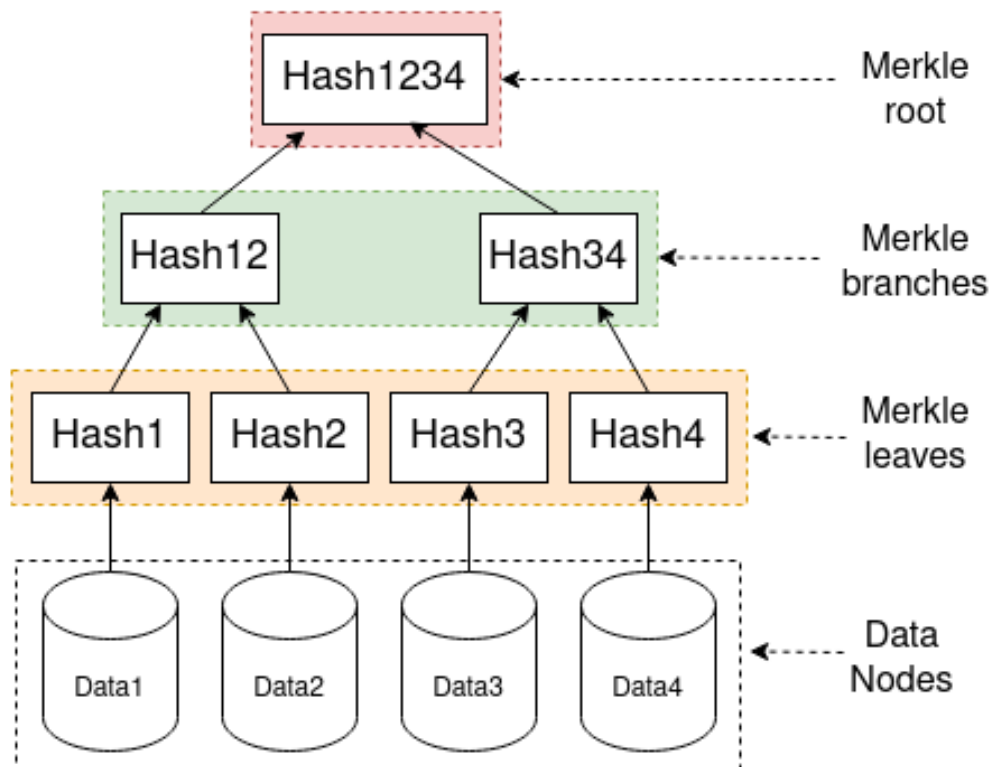 Hash1234
Merkle
root
Hash12
Hash34
Merkle
branches
Hash1
Hash2
Hash3
Hash4
Merkle
leaves
Data1
Data2
Data3
Data4
Data
Nodes